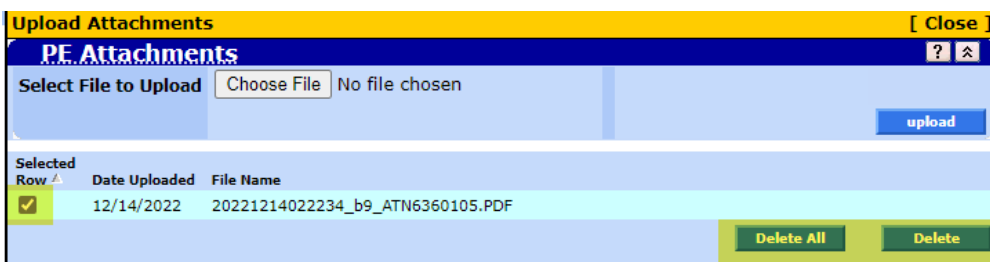 Upload Attachments [ Close ]
PE Attachments ?
Select File to Upload Choose File No file chosen
upload
Selected
Row Date Uploaded File Name
12/14/2022 20221214022234_b9_ATN6360105.PDF
Delete All Delete